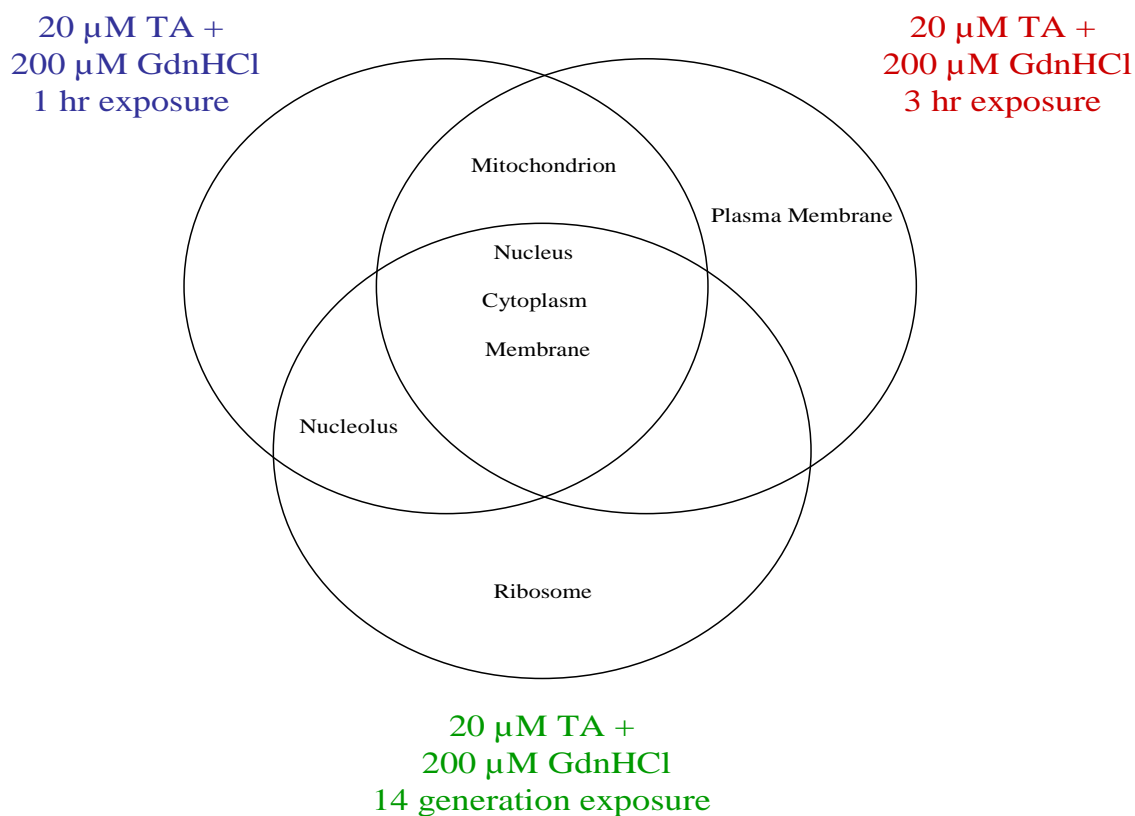 20 µM TA +
200 µM GdnHCl
1 hr exposure
20 µM TA +
200 µM GdnHCl
3 hr exposure
Mitochondrion
Plasma Membrane
Nucleus
Cytoplasm
Membrane
Nucleolus
Ribosome
20 µM TA +
200 µM GdnHCl
14 generation exposure